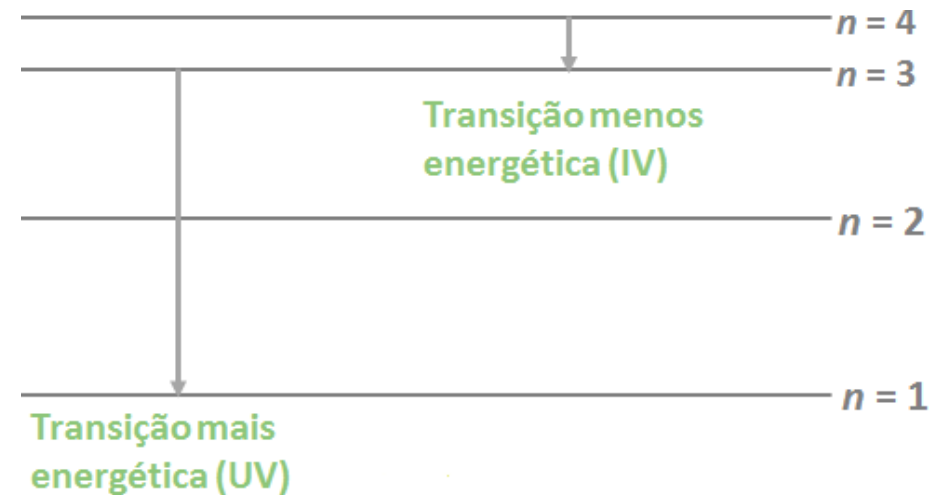 n = 4
n = 3
Transição menos
energética (IV)
n = 2
n = 1
Transição mais
energética (UV)